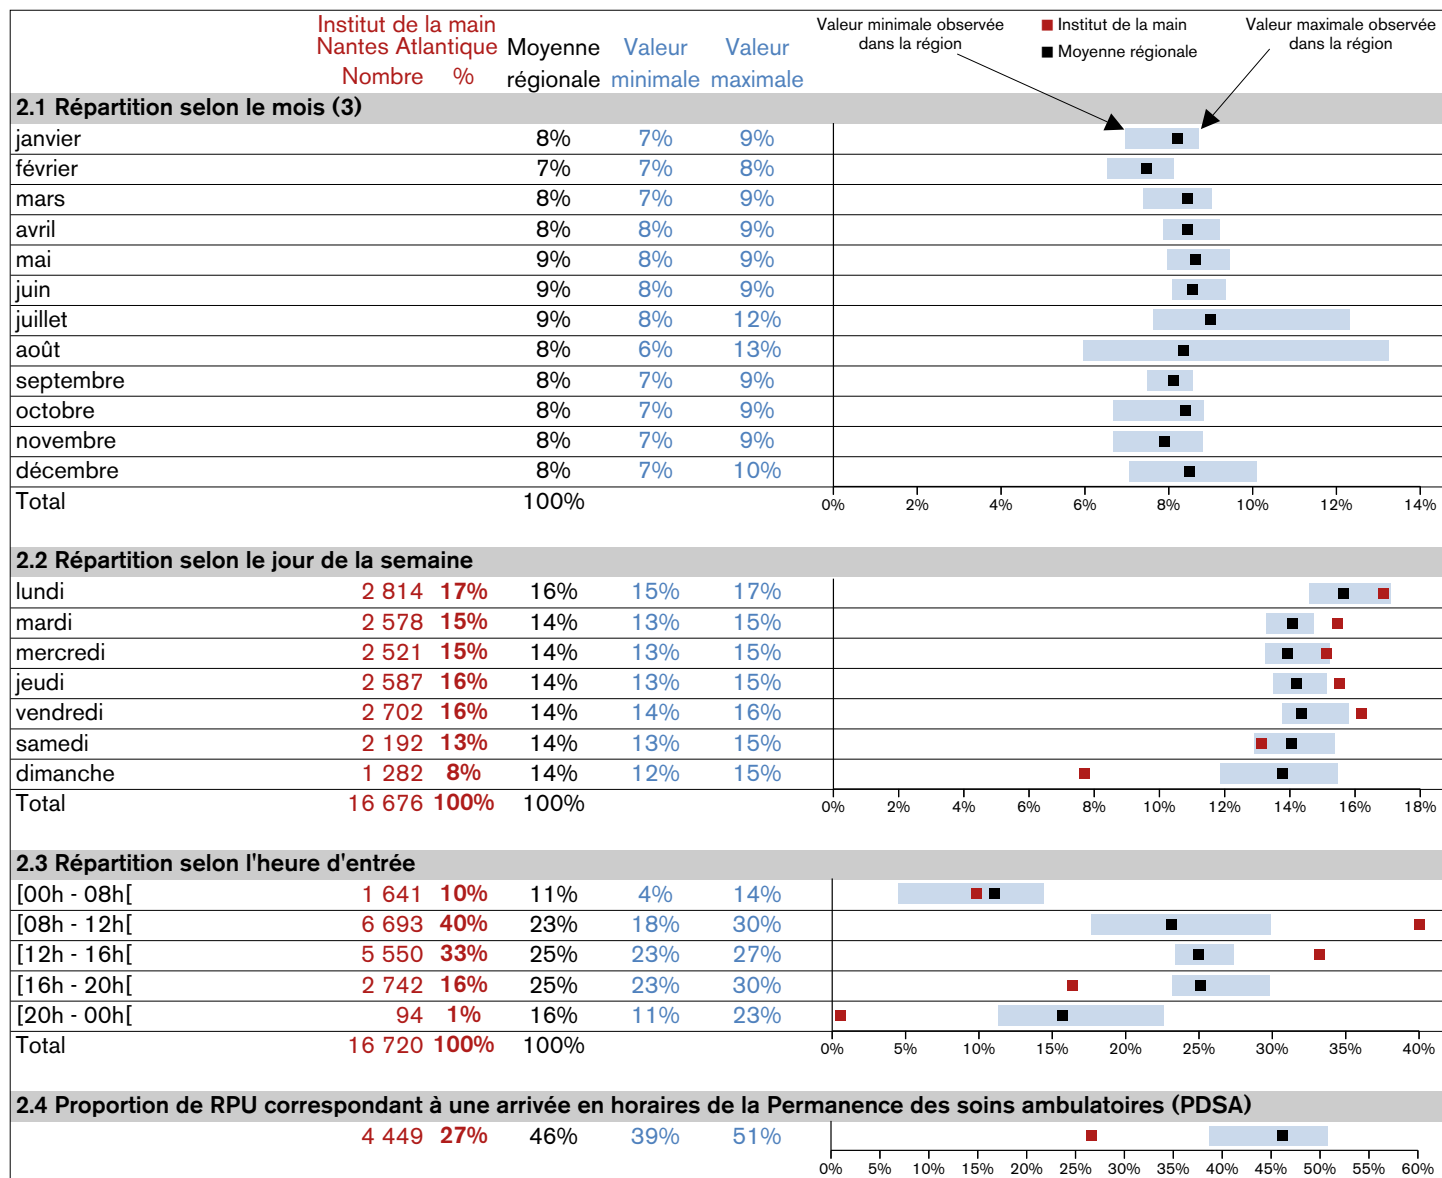 Institut de la main
Nantes Atlantique Moyenne Valeur Valeur
Nombre % régionale minimale maximale
Valeur minimale observée
dans la région
Institut de la main
Moyenne régionale
Valeur maximale observée
dans la région
2.1 Répartition selon le mois (3)
janvier 8% 7% 9%
février 7% 7% 8%
mars 8% 7% 9%
avril 8% 8% 9%
mai 9% 8% 9%
juin 9% 8% 9%
juillet 9% 8% 12%
août 8% 6% 13%
septembre 8% 7% 9%
octobre 8% 7% 9%
novembre 8% 7% 9%
décembre 8% 7% 10%
Total 100%
0% 2% 4% 6% 8% 10% 12% 14%
2.2 Répartition selon le jour de la semaine
lundi 2 814 17% 16% 15% 17%
mardi 2 578 15% 14% 13% 15%
mercredi 2 521 15% 14% 13% 15%
jeudi 2 587 16% 14% 13% 15%
vendredi 2 702 16% 14% 14% 16%
samedi 2 192 13% 14% 13% 15%
dimanche 1 282 8% 14% 12% 15%
Total 16 676 100% 100%
0% 2% 4% 6% 8% 10% 12% 14% 16% 18%
2.3 Répartition selon l'heure d'entrée
[00h - 08h[ 1 641 10% 11% 4% 14%
[08h - 12h[ 6 693 40% 23% 18% 30%
[12h - 16h[ 5 550 33% 25% 23% 27%
[16h - 20h[ 2 742 16% 25% 23% 30%
[20h - 00h[ 94 1% 16% 11% 23%
Total 16 720 100% 100%
0% 5% 10% 15% 20% 25% 30% 35% 40%
2.4 Proportion de RPU correspondant à une arrivée en horaires de la Permanence des soins ambulatoires (PDSA)
4 449 27% 46% 39% 51%
0% 5% 10% 15% 20% 25% 30% 35% 40% 45% 50% 55% 60%